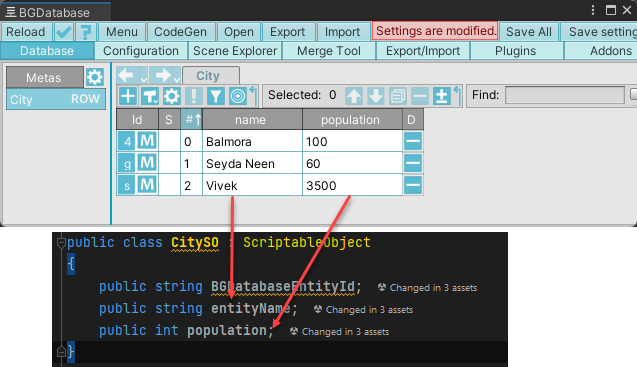 BGDatabase
Reload ? Menu CodeGen Open Export Import Settings are modified. Save All Save setting
Database Configuration Scene Explorer Merge Tool Export/Import Plugins Addons
Metas
City ROW
City
Selected: 0 Find:
Id S # name population D
4 M 0 Balmora 100
g M 1 Seyda Neen 60
s M 2 Vivek 3500
public class CitySO : ScriptableObject
{
public string BGDatabaseEntityId; Changed in 3 assets
public string entityName; Changed in 3 assets
public int population; Changed in 3 assets
}